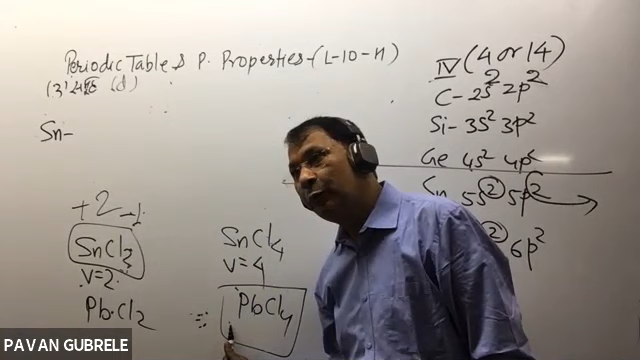 Periodic Table & P. Properties - (L-10-H)
IV (4 or 14)
C - 2s² 2p²
Si - 3s² 3p²
Ge 4s² 4p²
Sn 5s² 5p²
6p²
Sn -
+2 -1
SnCl2
V=2
PbCl2
SnCl4
V=4
PbCl4
PAVAN GUBRELE